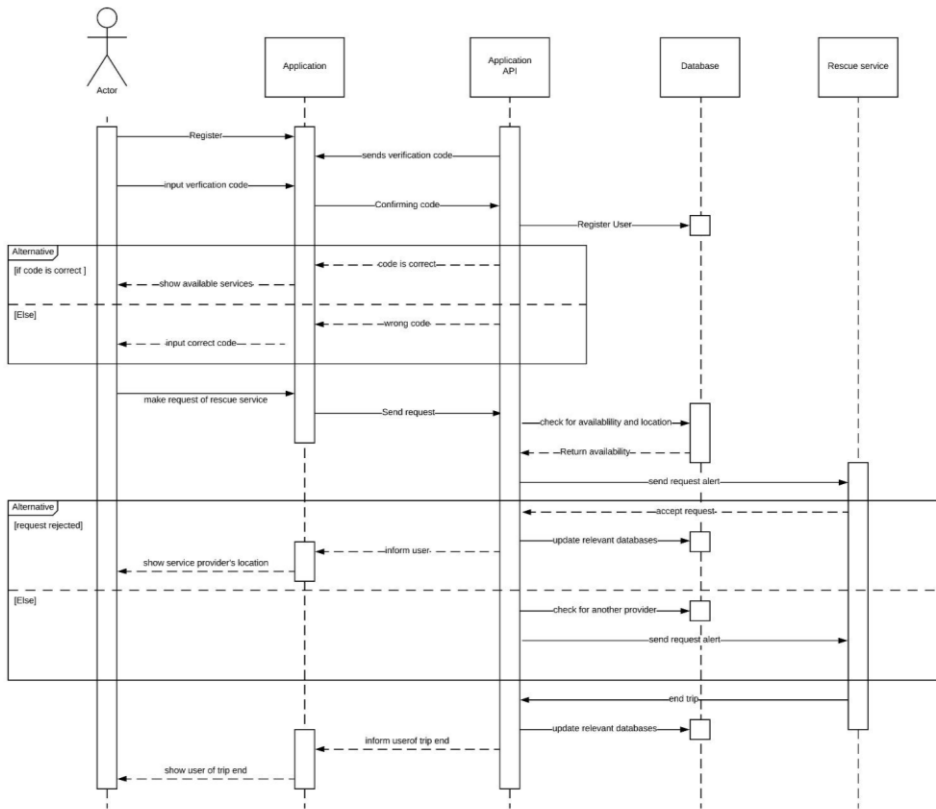 Actor
Application
Application
API
Database
Rescue service
Register
sends verification code
input verfication code
Confirming code
Register User
Alternative
[if code is correct ]
code is correct
show available services
[Else]
wrong code
input correct code
make request of rescue service
Send request
check for availablility and location
Return availability
send request alert
Alternative
accept request
[request rejected]
update relevant databases
inform user
show service provider's location
[Else]
check for another provider
send request alert
end trip
update relevant databases
inform userof trip end
show user of trip end